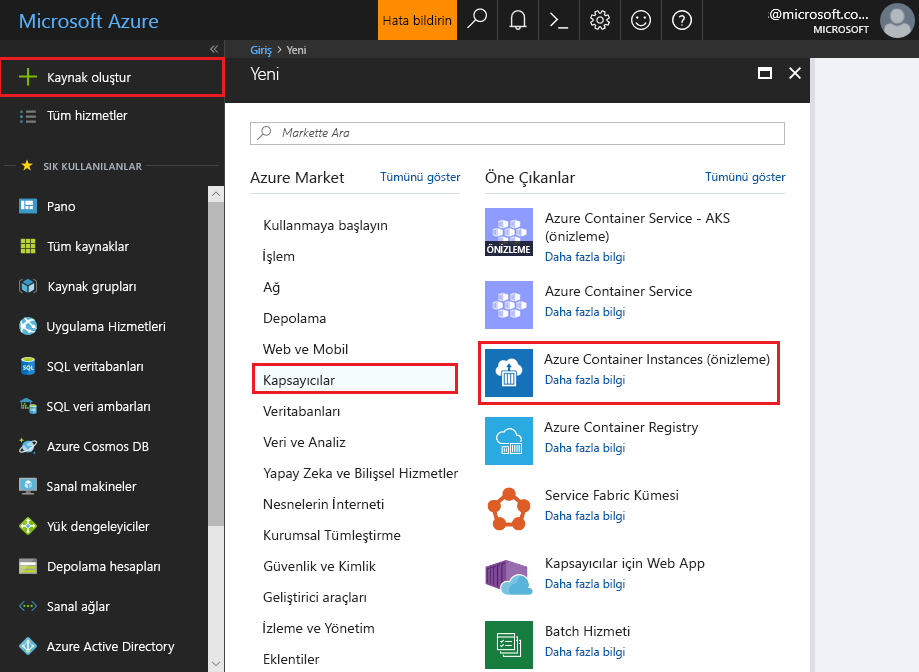 Microsoft Azure
Hata bildirin
:@microsoft.co...
MICROSOFT
Giriş > Yeni
Yeni
Kaynak oluştur
Tüm hizmetler
SIK KULLANILANLAR
Pano
Tüm kaynaklar
Kaynak grupları
Uygulama Hizmetleri
SQL veritabanları
SQL veri ambarları
Azure Cosmos DB
Sanal makineler
Yük dengeleyiciler
Depolama hesapları
Sanal ağlar
Azure Active Directory
Markette Ara
Azure Market
Tümünü göster
Kullanmaya başlayın
İşlem
Ağ
Depolama
Web ve Mobil
Kapsayıcılar
Veritabanları
Veri ve Analiz
Yapay Zeka ve Bilişsel Hizmetler
Nesnelerin İnterneti
Kurumsal Tümleştirme
Güvenlik ve Kimlik
Geliştirici araçları
İzleme ve Yönetim
Eklentiler
Öne Çıkanlar
Tümünü göster
ÖNİZLEME
Azure Container Service - AKS
(önizleme)
Daha fazla bilgi
Azure Container Service
Daha fazla bilgi
Azure Container Instances (önizleme)
Daha fazla bilgi
Azure Container Registry
Daha fazla bilgi
Service Fabric Kümesi
Daha fazla bilgi
Kapsayıcılar için Web App
Daha fazla bilgi
Batch Hizmeti
Daha fazla bilgi